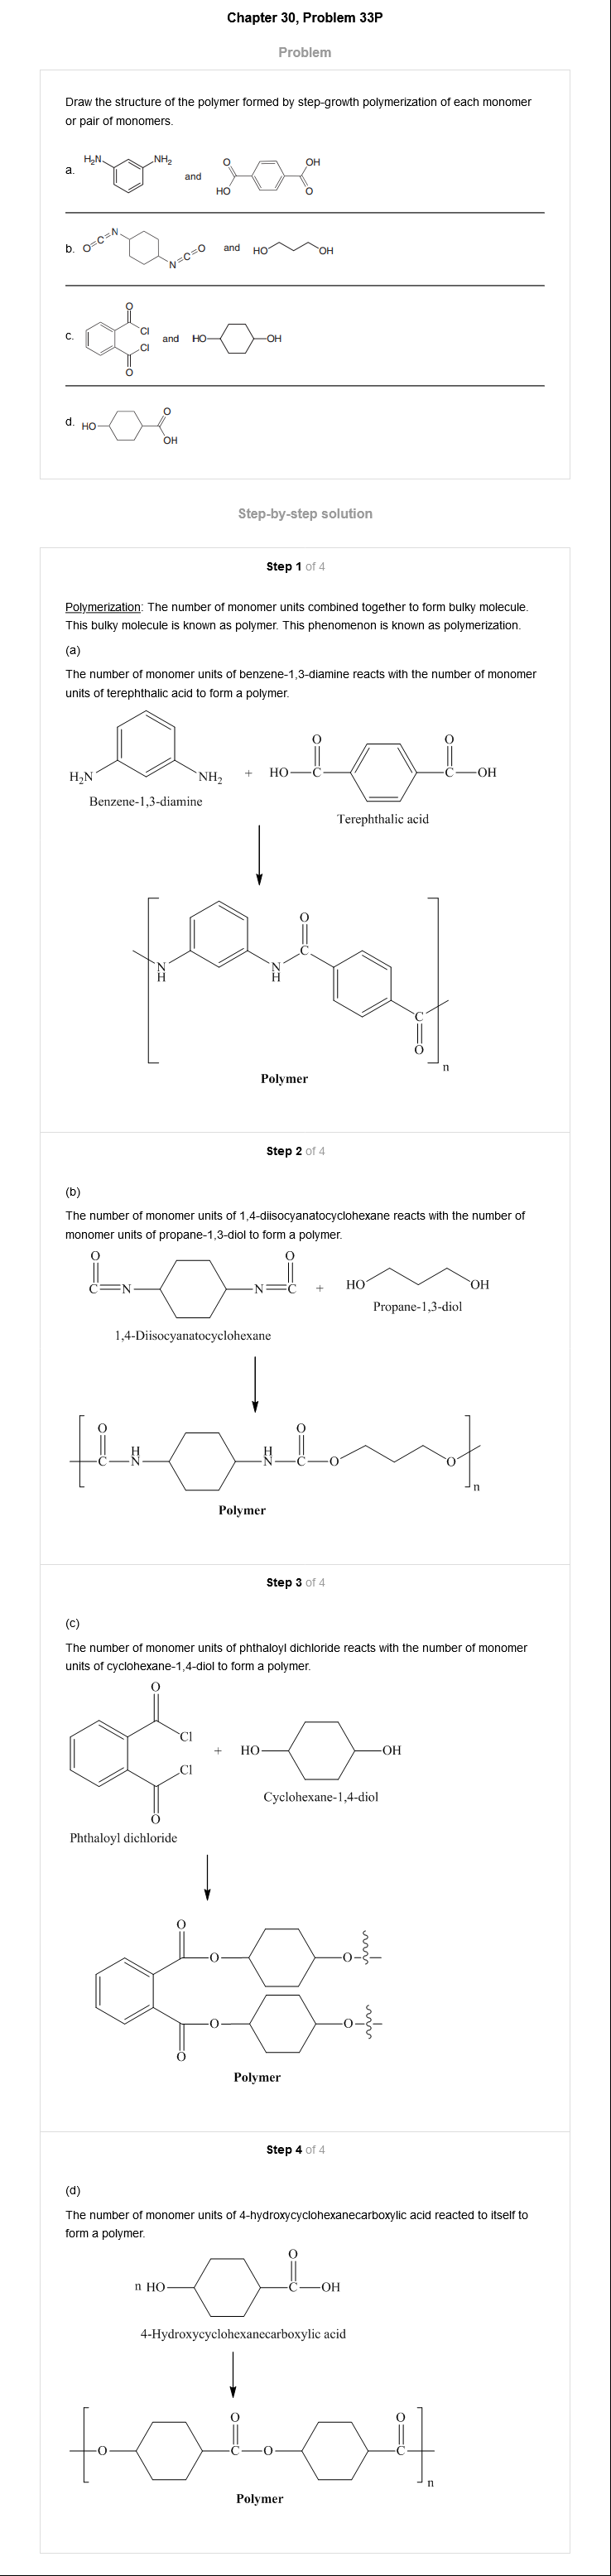 Chapter 30, Problem 33P
Problem
Draw the structure of the polymer formed by step-growth polymerization of each monomer
or pair of monomers.
a. H₂N NH₂ and O HO OH O
b. O=C=N N=C=O and HO OH
c. O Cl Cl O and HO OH
d. HO O OH
Step-by-step solution
Step 1 of 4
Polymerization: The number of monomer units combined together to form bulky molecule.
This bulky molecule is known as polymer. This phenomenon is known as polymerization.
(a)
The number of monomer units of benzene-1,3-diamine reacts with the number of monomer
units of terephthalic acid to form a polymer.
O O
H₂N NH₂ + HO C C OH
Benzene-1,3-diamine
Terephthalic acid
O
C
N H N H
C
O
n
Polymer
Step 2 of 4
(b)
The number of monomer units of 1,4-diisocyanatocyclohexane reacts with the number of
monomer units of propane-1,3-diol to form a polymer.
O O
C=N N=C + HO OH
Propane-1,3-diol
1,4-Diisocyanatocyclohexane
O H H O
C N N C O O
n
Polymer
Step 3 of 4
(c)
The number of monomer units of phthaloyl dichloride reacts with the number of monomer
units of cyclohexane-1,4-diol to form a polymer.
O
Cl
+ HO OH
Cl
Cyclohexane-1,4-diol
O
Phthaloyl dichloride
O
O O
O O
O
Polymer
Step 4 of 4
(d)
The number of monomer units of 4-hydroxycyclohexanecarboxylic acid reacted to itself to
form a polymer.
O
n HO C OH
4-Hydroxycyclohexanecarboxylic acid
O O
O C O C
n
Polymer